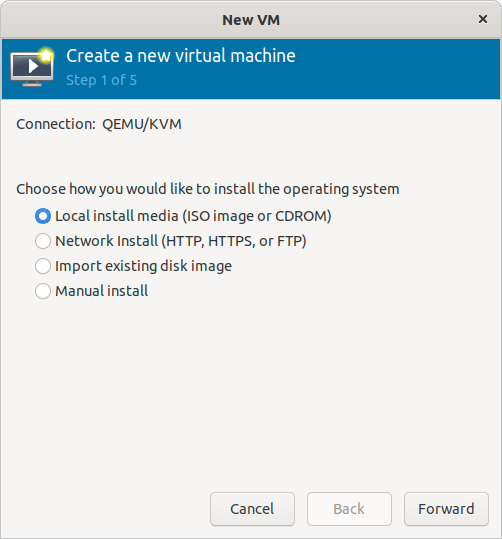 New VM
Create a new virtual machine
Step 1 of 5
Connection: QEMU/KVM
Choose how you would like to install the operating system
Local install media (ISO image or CDROM)
Network Install (HTTP, HTTPS, or FTP)
Import existing disk image
Manual install
Cancel Back Forward